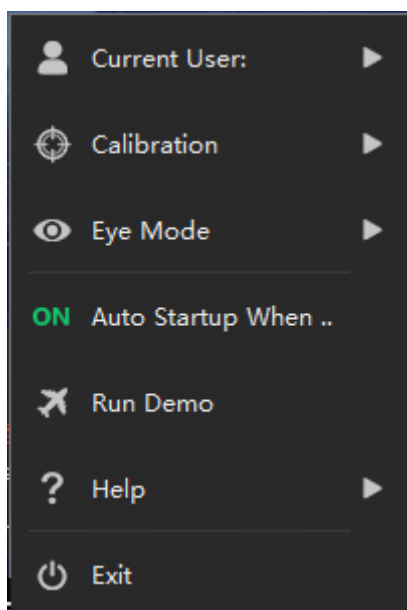 Current User:
Calibration
Eye Mode
ON Auto Startup When ..
Run Demo
? Help
Exit